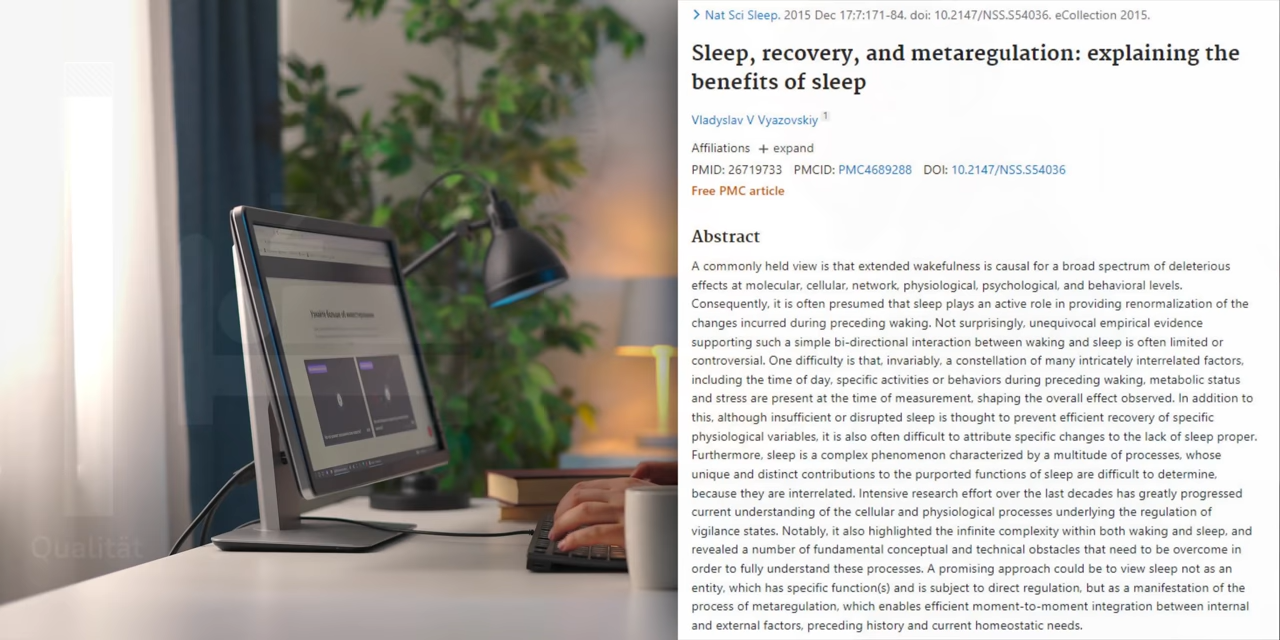 Nat Sci Sleep. 2015 Dec 17;7:171-84. doi: 10.2147/NSS.S54036. eCollection 2015.
Sleep, recovery, and metaregulation: explaining the
benefits of sleep
Vladyslav V Vyazovskiy 1
Affiliations + expand
PMID: 26719733 PMCID: PMC4689288 DOI: 10.2147/NSS.S54036
Free PMC article
Abstract
A commonly held view is that extended wakefulness is causal for a broad spectrum of deleterious
effects at molecular, cellular, network, physiological, psychological, and behavioral levels.
Consequently, it is often presumed that sleep plays an active role in providing renormalization of the
changes incurred during preceding waking. Not surprisingly, unequivocal empirical evidence
supporting such a simple bi-directional interaction between waking and sleep is often limited or
controversial. One difficulty is that, invariably, a constellation of many intricately interrelated factors,
including the time of day, specific activities or behaviors during preceding waking, metabolic status
and stress are present at the time of measurement, shaping the overall effect observed. In addition to
this, although insufficient or disrupted sleep is thought to prevent efficient recovery of specific
physiological variables, it is also often difficult to attribute specific changes to the lack of sleep proper.
Furthermore, sleep is a complex phenomenon characterized by a multitude of processes, whose
unique and distinct contributions to the purported functions of sleep are difficult to determine,
because they are interrelated. Intensive research effort over the last decades has greatly progressed
current understanding of the cellular and physiological processes underlying the regulation of
vigilance states. Notably, it also highlighted the infinite complexity within both waking and sleep, and
revealed a number of fundamental conceptual and technical obstacles that need to be overcome in
order to fully understand these processes. A promising approach could be to view sleep not as an
entity, which has specific function(s) and is subject to direct regulation, but as a manifestation of the
process of metaregulation, which enables efficient moment-to-moment integration between internal
and external factors, preceding history and current homeostatic needs.
Qualität